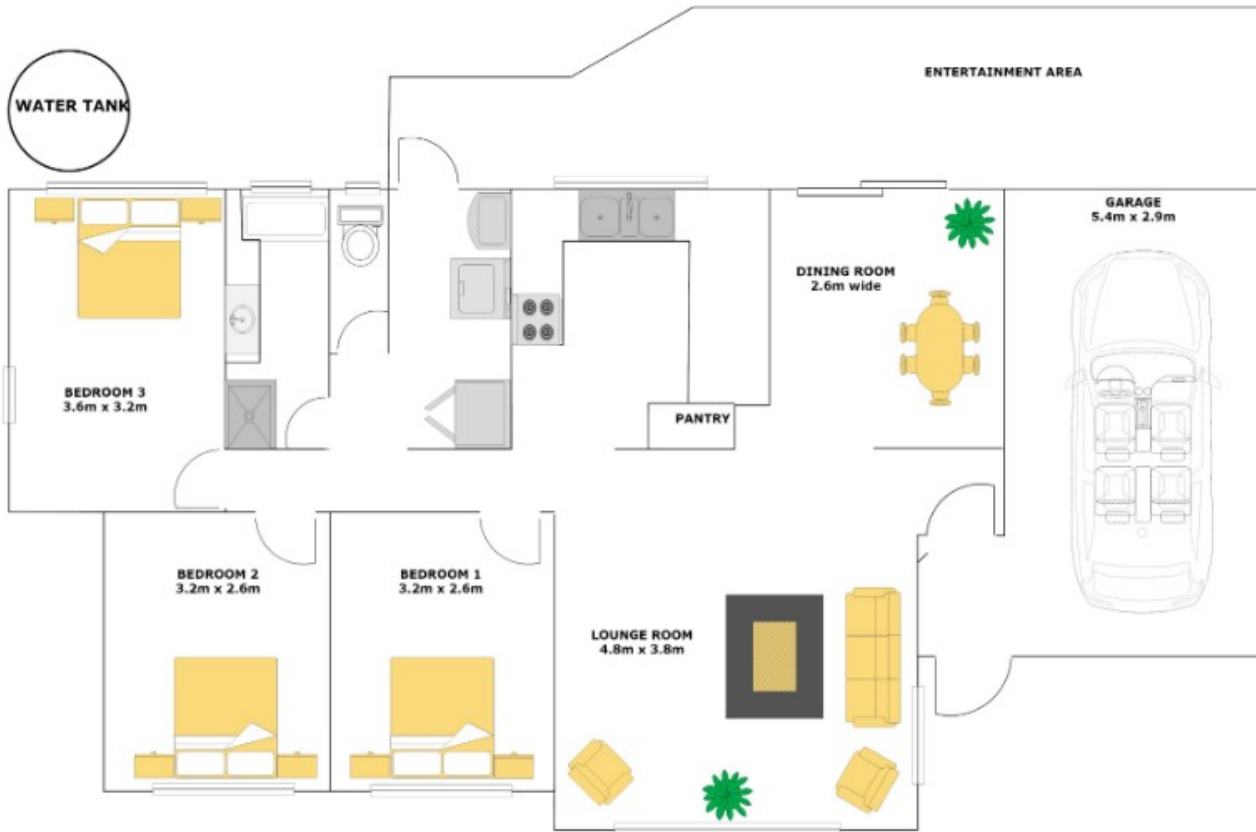 ENTERTAINMENT AREA
WATER TANK
GARAGE
5.4m x 2.9m
DINING ROOM
2.6m wide
BEDROOM 3
3.6m x 3.2m
PANTRY
BEDROOM 2
3.2m x 2.6m
BEDROOM 1
3.2m x 2.6m
LOUNGE ROOM
4.8m x 3.8m